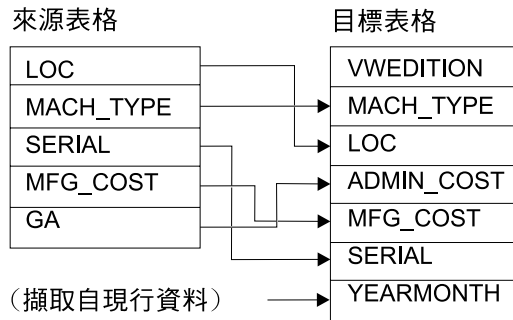 來源表格
LOC
MACH_TYPE
SERIAL
MFG_COST
GA
(擷取自現行資料)
目標表格
VWEDITION
MACH_TYPE
LOC
ADMIN_COST
MFG_COST
SERIAL
YEARMONTH